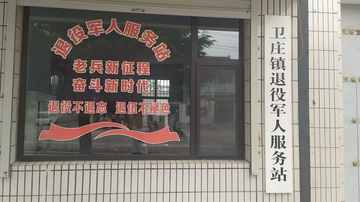 退役军人服务站
老兵新征程
奋斗新时代
退役不退志 退伍不褪色
卫庄镇退役军人服务站